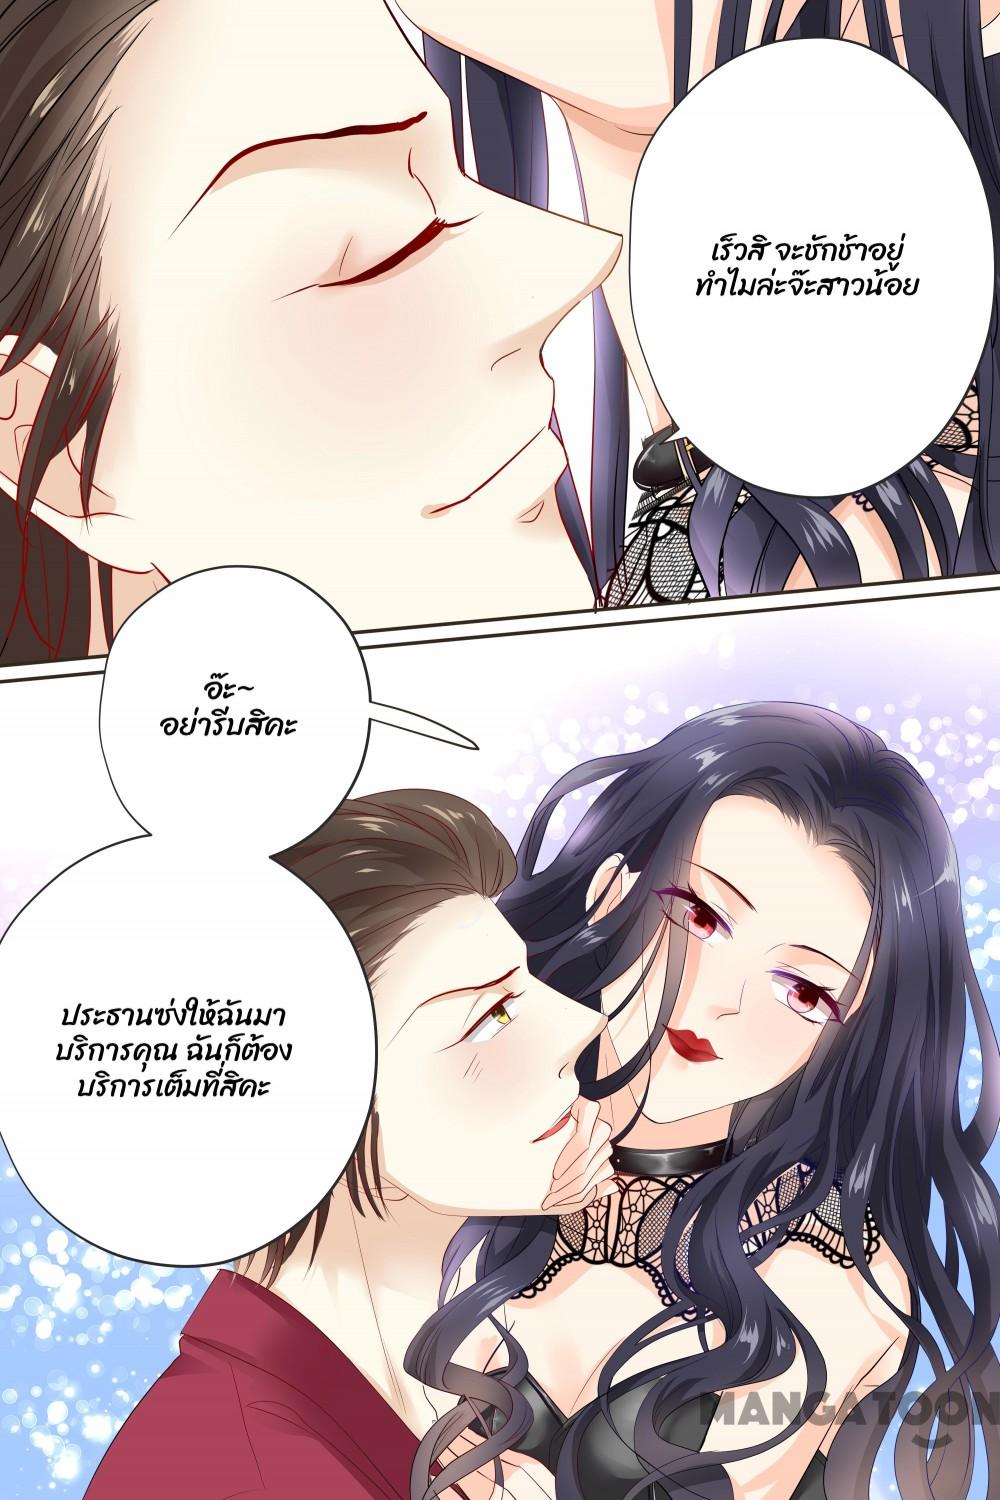 เร็วสิ จะชักช้าอยู่
ทำไมล่ะจ๊ะสาวน้อย
อ๊ะ~
อย่ารีบสิคะ
ประธานซ่งให้ฉันมา
บริการคุณ ฉันก็ต้อง
บริการเต็มที่สิคะ
MANGATOON